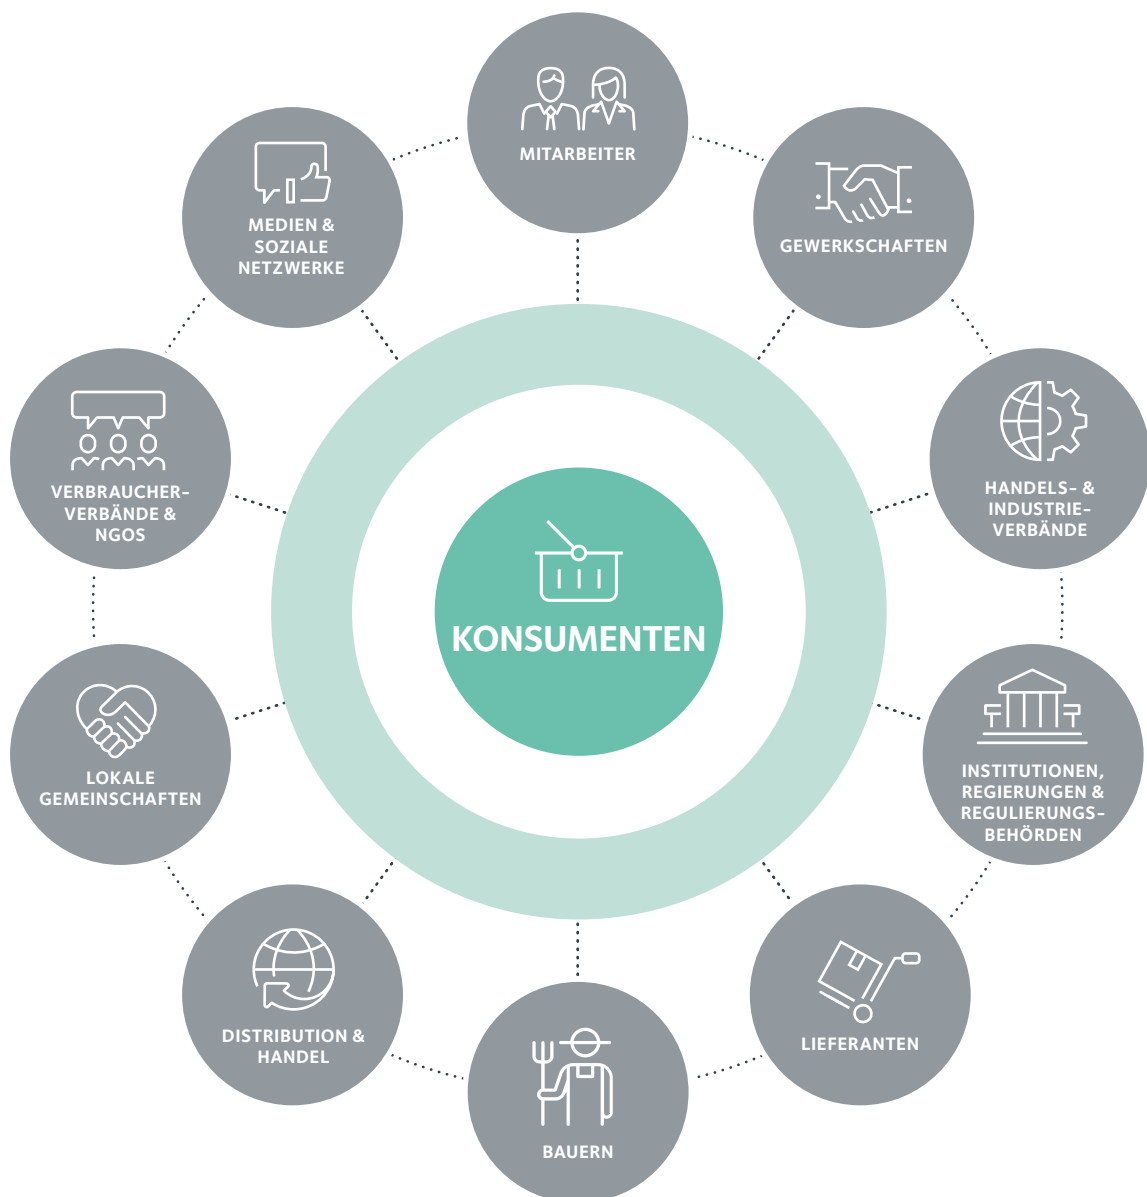 MITARBEITER
GEWERKSCHAFTEN
HANDELS- &
INDUSTRIE-
VERBÄNDE
INSTITUTIONEN,
REGIERUNGEN &
REGULIERUNGS-
BEHÖRDEN
LIEFERANTEN
BAUERN
DISTRIBUTION &
HANDEL
LOKALE
GEMEINSCHAFTEN
VERBRAUCHER-
VERBÄNDE &
NGOS
MEDIEN &
SOZIALE
NETZWERKE
KONSUMENTEN